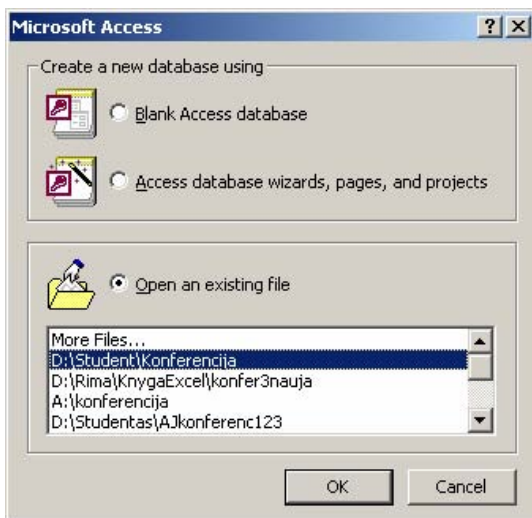 Microsoft Access
Create a new database using
Blank Access database
Access database wizards, pages, and projects
Open an existing file
More Files...
D:\Student\Konferencija
D:\Rima\KnygaExcel\konfer3nauja
A:\konferencija
D:\Studentas\AJkonferenc123
OK Cancel